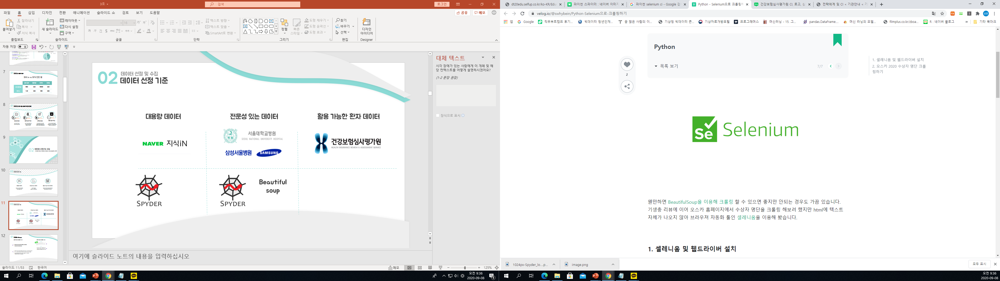 3조
검색
로그인
파일 홈 삽입 디자인 전환 애니메이션 슬라이드 쇼 검토 보기 도움말
공유 메모
붙여넣기 잘라내기 복사 서식 복사
새 슬라이드 레이아웃 다시 설정 구역
16
텍스트 방향 텍스트 맞춤 SmartArt로 변환
정렬 빠른 스타일 도형 채우기 도형 윤곽선 도형 효과
찾기 바꾸기 선택
디자인 아이디어
클립보드 슬라이드 글꼴 단락 그리기 편집 Designer
자동 저장 끔
7
8
9
10
11
12
02 데이터 선정 및 수집
데이터 선정 기준
대용량 데이터 전문성 있는 데이터 활용 가능한 환자 데이터
NAVER 지식iN
서울대학교병원
SEOUL NATIONAL UNIVERSITY HOSPITAL
삼성서울병원 SAMSUNG
건강보험심사평가원
HEALTH INSURANCE REVIEW & ASSESSMENT SERVICE
SPYDER
SPYDER
Beautiful
soup
대체 텍스트
시각 장애가 있는 사람에게 이 개체 및 해
당 컨텍스트를 어떻게 설명하시겠어요?
(1-2 문장 권장)
장식으로 표시
여기에 슬라이드 노트의 내용을 입력하십시오
슬라이드 11/53 한국어 메모 125%
오전 9:36
2020-09-08
dt20edu.selfup.co.kr/ko-KR/Edu
파이썬 스파이더 : 네이버 이미지
파이썬 selenium ci - Google 검
Python - Selenium으로 크롤링하
건강보험심사평가원 CI, 로고, 심
전략체계 및 CI < 기관안내 < 기
velog.io/@swhybein/Python-Selenium으로-크롤링하기
앱 Google 직무부트캠프 후기... 빅데이터 청년인재... 꿈 많은 사람의 이... 기상청 빅데이터 콘... 기상자료개방포털 프로그래머스 머신러닝 - 15. 그... pandas.DataFrame.... 머신 러닝의 모델... filmplus.co.kr/zboa... R : 네이버 블로그 » 기타 북마크
Python
목록 보기
7/7
2
1. 셀레니움 및 웹드라이버 설치
2. 오스카 2020 수상자 명단 크롤
링하기
Se Selenium
웬만하면 BeautifulSoup을 이용해 크롤링 할 수 있으면 좋지만 안되는 경우도 가끔 있습니다.
기생충 리뷰에 이어 오스카 홈페이지에서 수상자 명단을 크롤링 해보려 했지만 html에 텍스트
자체가 나오지 않아 브라우져 자동화 툴인 셀레니움을 이용해 봤습니다.
1. 셀레니움 및 웹드라이버 설치
1024px-Spyder_lo....p...
image.png
모두 표시
오전 9:36
2020-09-08